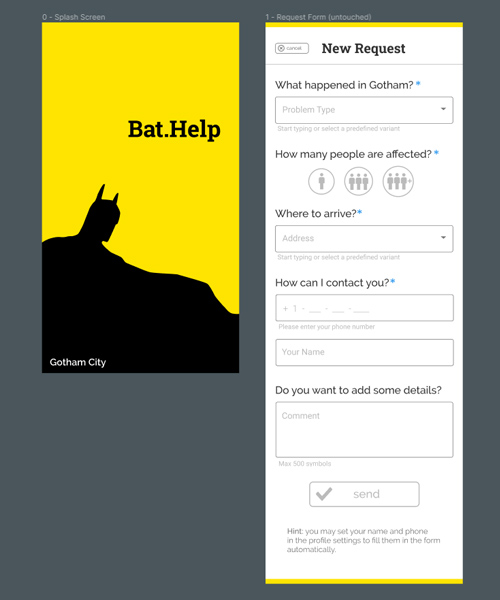 0 - Splash Screen
Bat.Help
Gotham City
1 - Request Form (untouched)
cancel
New Request
What happened in Gotham? *
Problem Type
Start typing or select a predefined variant
How many people are affected? *
+
Where to arrive?*
Address
Start typing or select a predefined variant
How can I contact you?*
+ 1 - __ - __ - ___
Please enter your phone number
Your Name
Do you want to add some details?
Comment
Max 500 symbols
send
Hint: you may set your name and phone
in the profile settings to fill them in the form
automatically.